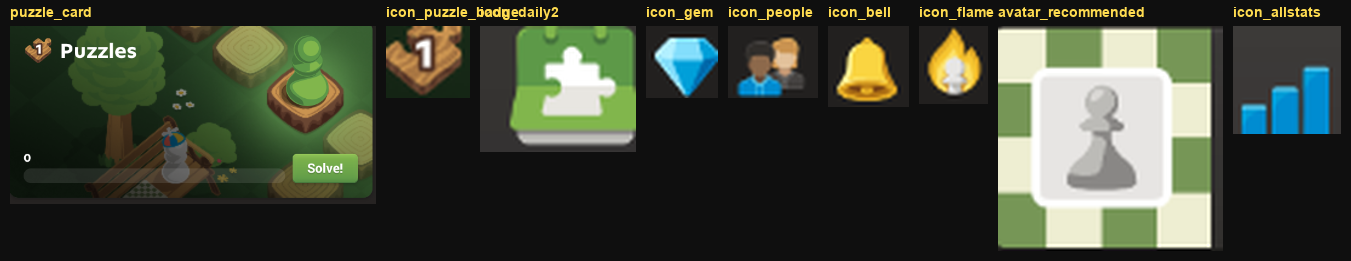 puzzle_card
icon_puzzle_badge
icon_daily2
icon_gem
icon_people
icon_bell
icon_flame
avatar_recommended
icon_allstats
1 Puzzles
0
Solve!
1